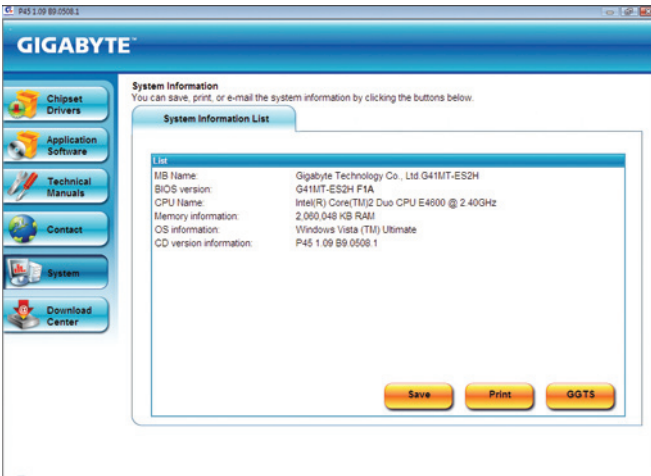 P45 1.09 B9.0508.1
GIGABYTE™
Chipset
Drivers
Application
Software
Technical
Manuals
Contact
System
Download
Center
System Information
You can save, print, or e-mail the system information by clicking the buttons below.
System Information List
List
MB Name: Gigabyte Technology Co., Ltd.G41MT-ES2H
BIOS version: G41MT-ES2H F1A
CPU Name: Intel(R) Core(TM)2 Duo CPU E4600 @ 2.40GHz
Memory information: 2,060,048 KB RAM
OS information: Windows Vista (TM) Ultimate
CD version information: P45 1.09 B9.0508.1
Save Print GGTS